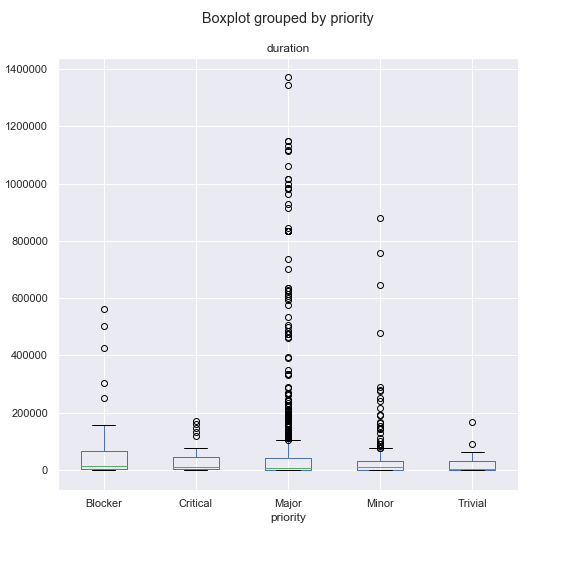 Boxplot grouped by priority
duration
1400000
1200000
1000000
800000
600000
400000
200000
0
Blocker Critical Major Minor Trivial
priority